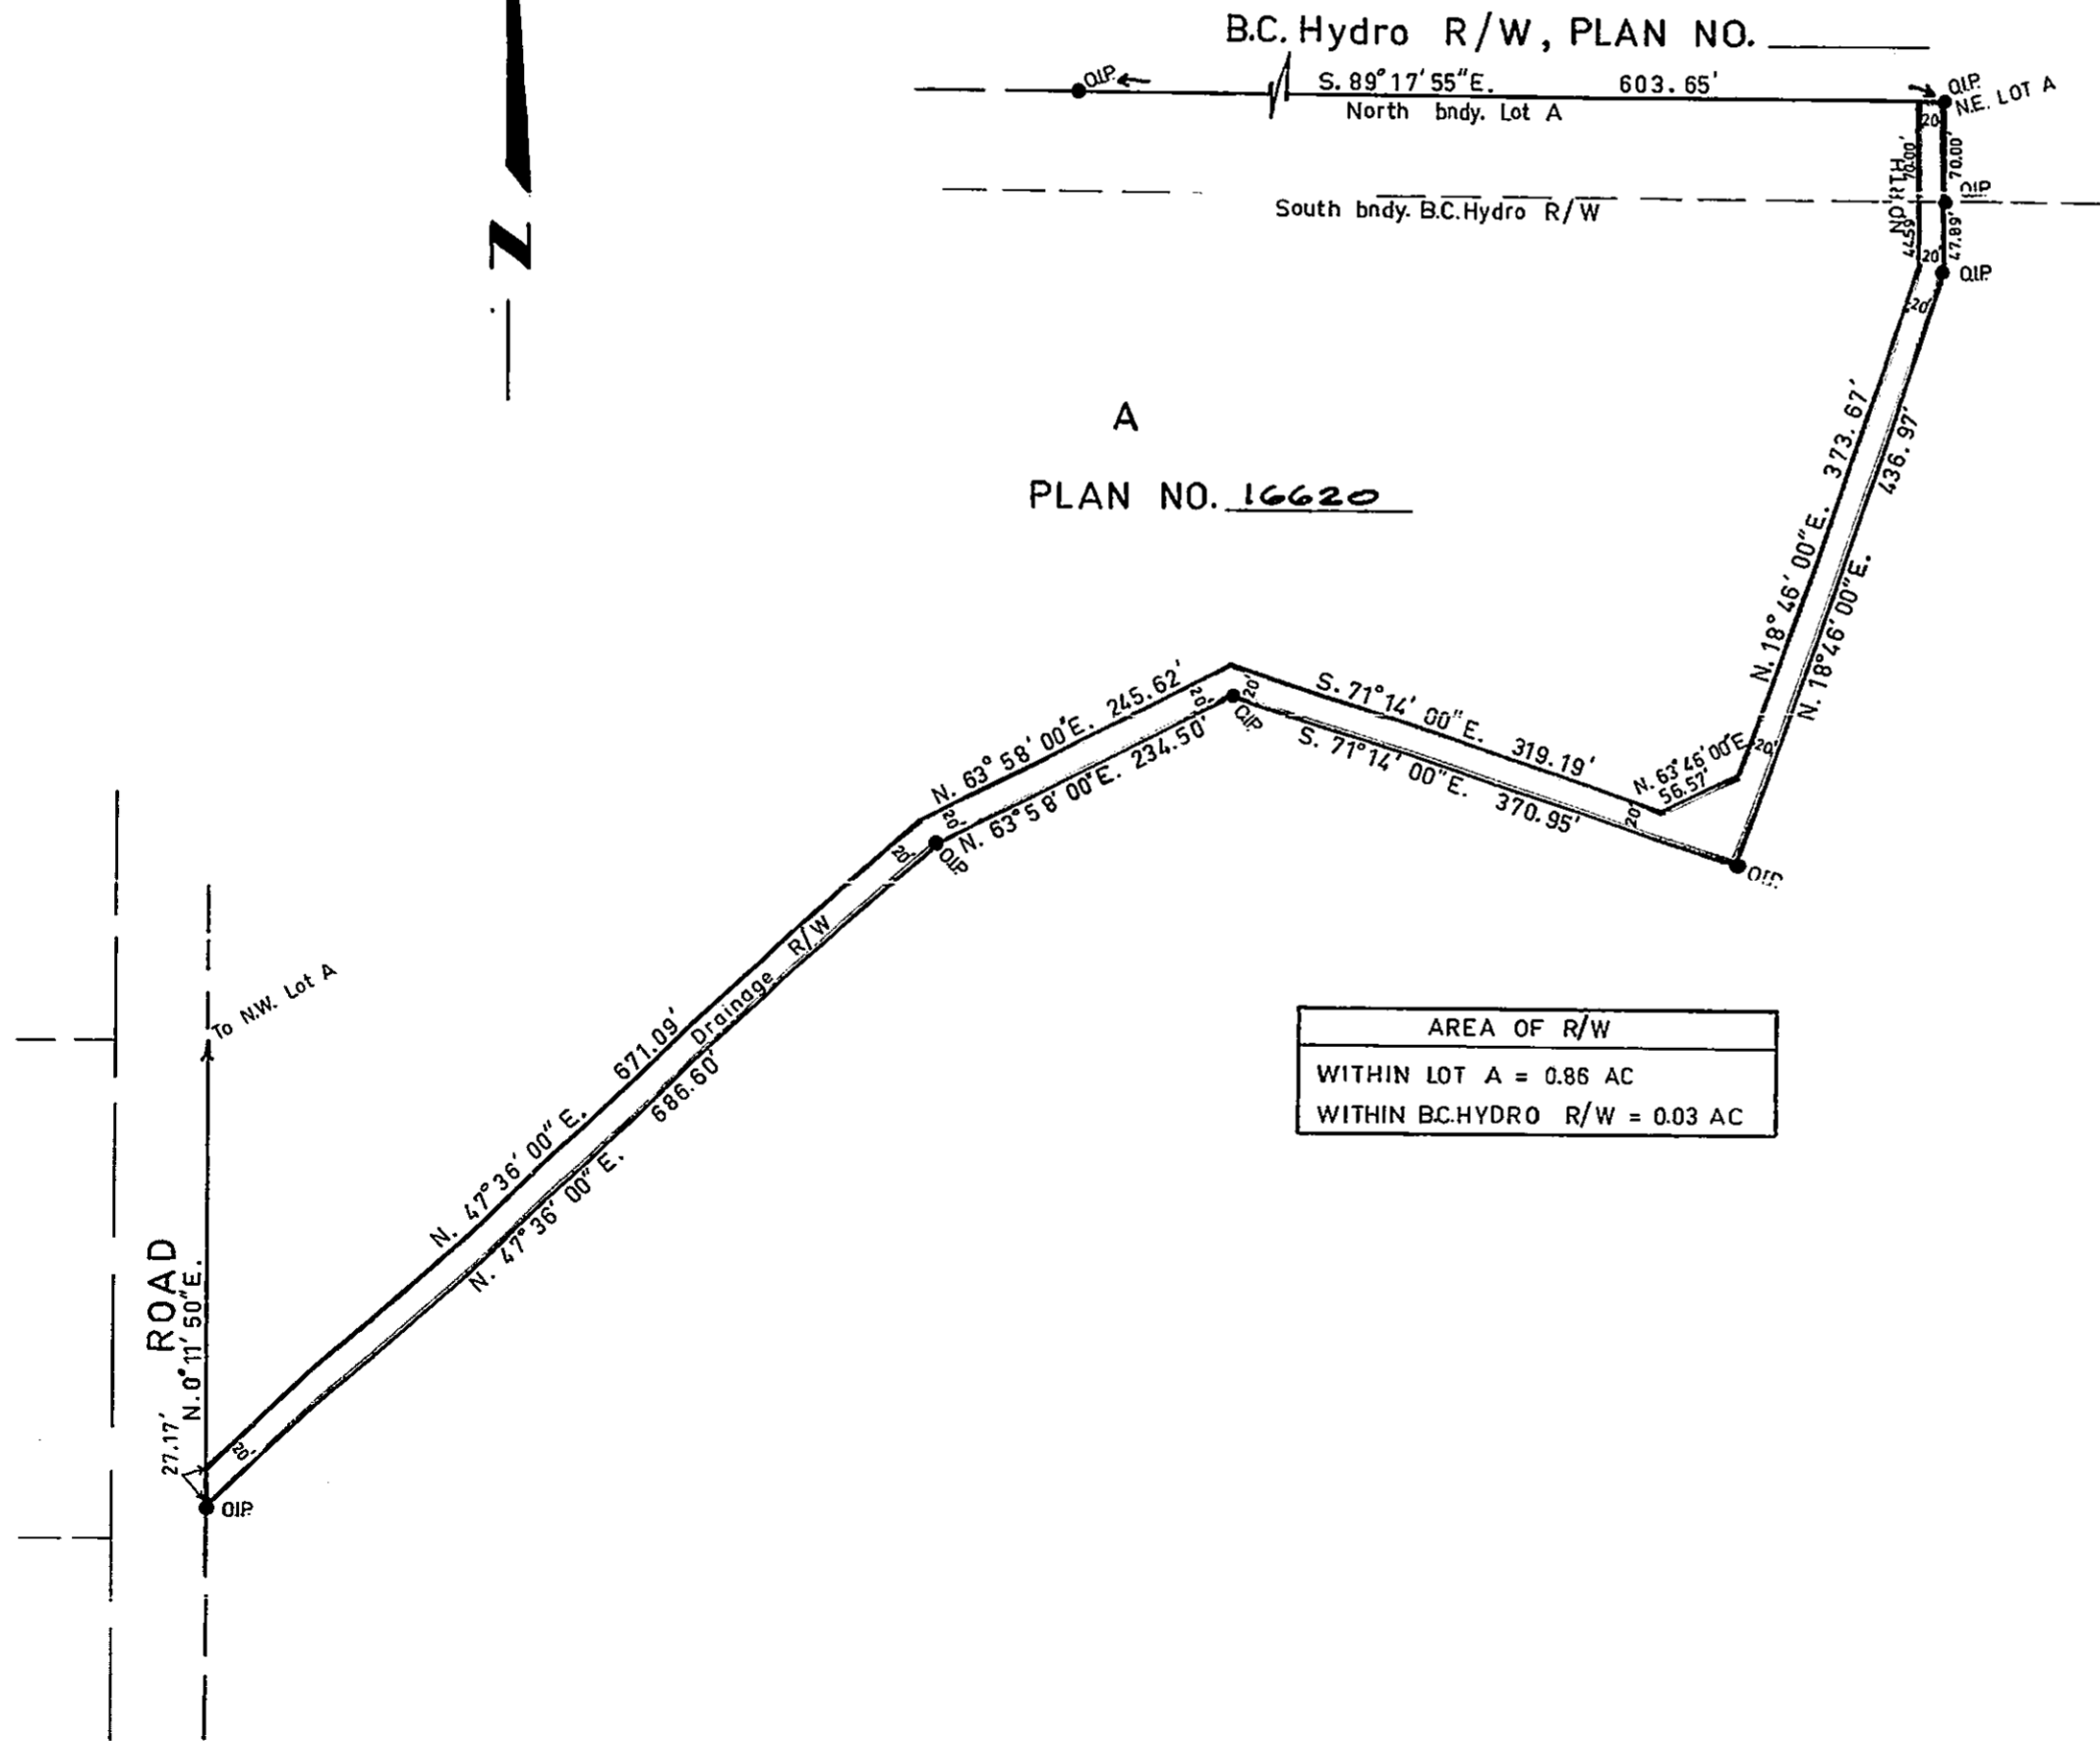 B.C. Hydro R/W, PLAN NO.
O.I.P.
S. 89° 17' 55" E. 603.65'
North bndy. Lot A
O.I.P.
N.E. LOT A
20'
NORTH
70.00'
70.00'
South bndy. B.C. Hydro R/W
O.I.P.
44.59'
47.89'
20'
O.I.P.
20'
Z
A
PLAN NO. 16620
N. 18° 46' 00" E. 373.67'
N. 18° 46' 00" E. 436.97'
N. 63° 58' 00" E. 245.62'
20'
20'
O.I.P.
N. 63° 58' 00" E. 234.50'
S. 71° 14' 00" E. 319.19'
S. 71° 14' 00" E. 370.95'
N. 63° 46' 00" E.
56.57'
20'
20'
O.I.P.
20'
20'
O.I.P.
To N.W. Lot A
Drainage R/W
N. 47° 36' 00" E. 671.09'
N. 47° 36' 00" E. 686.60'
ROAD
N. 0° 11' 50" E.
27.17'
20'
O.I.P.
AREA OF R/W
WITHIN LOT A = 0.86 AC
WITHIN B.C. HYDRO R/W = 0.03 AC